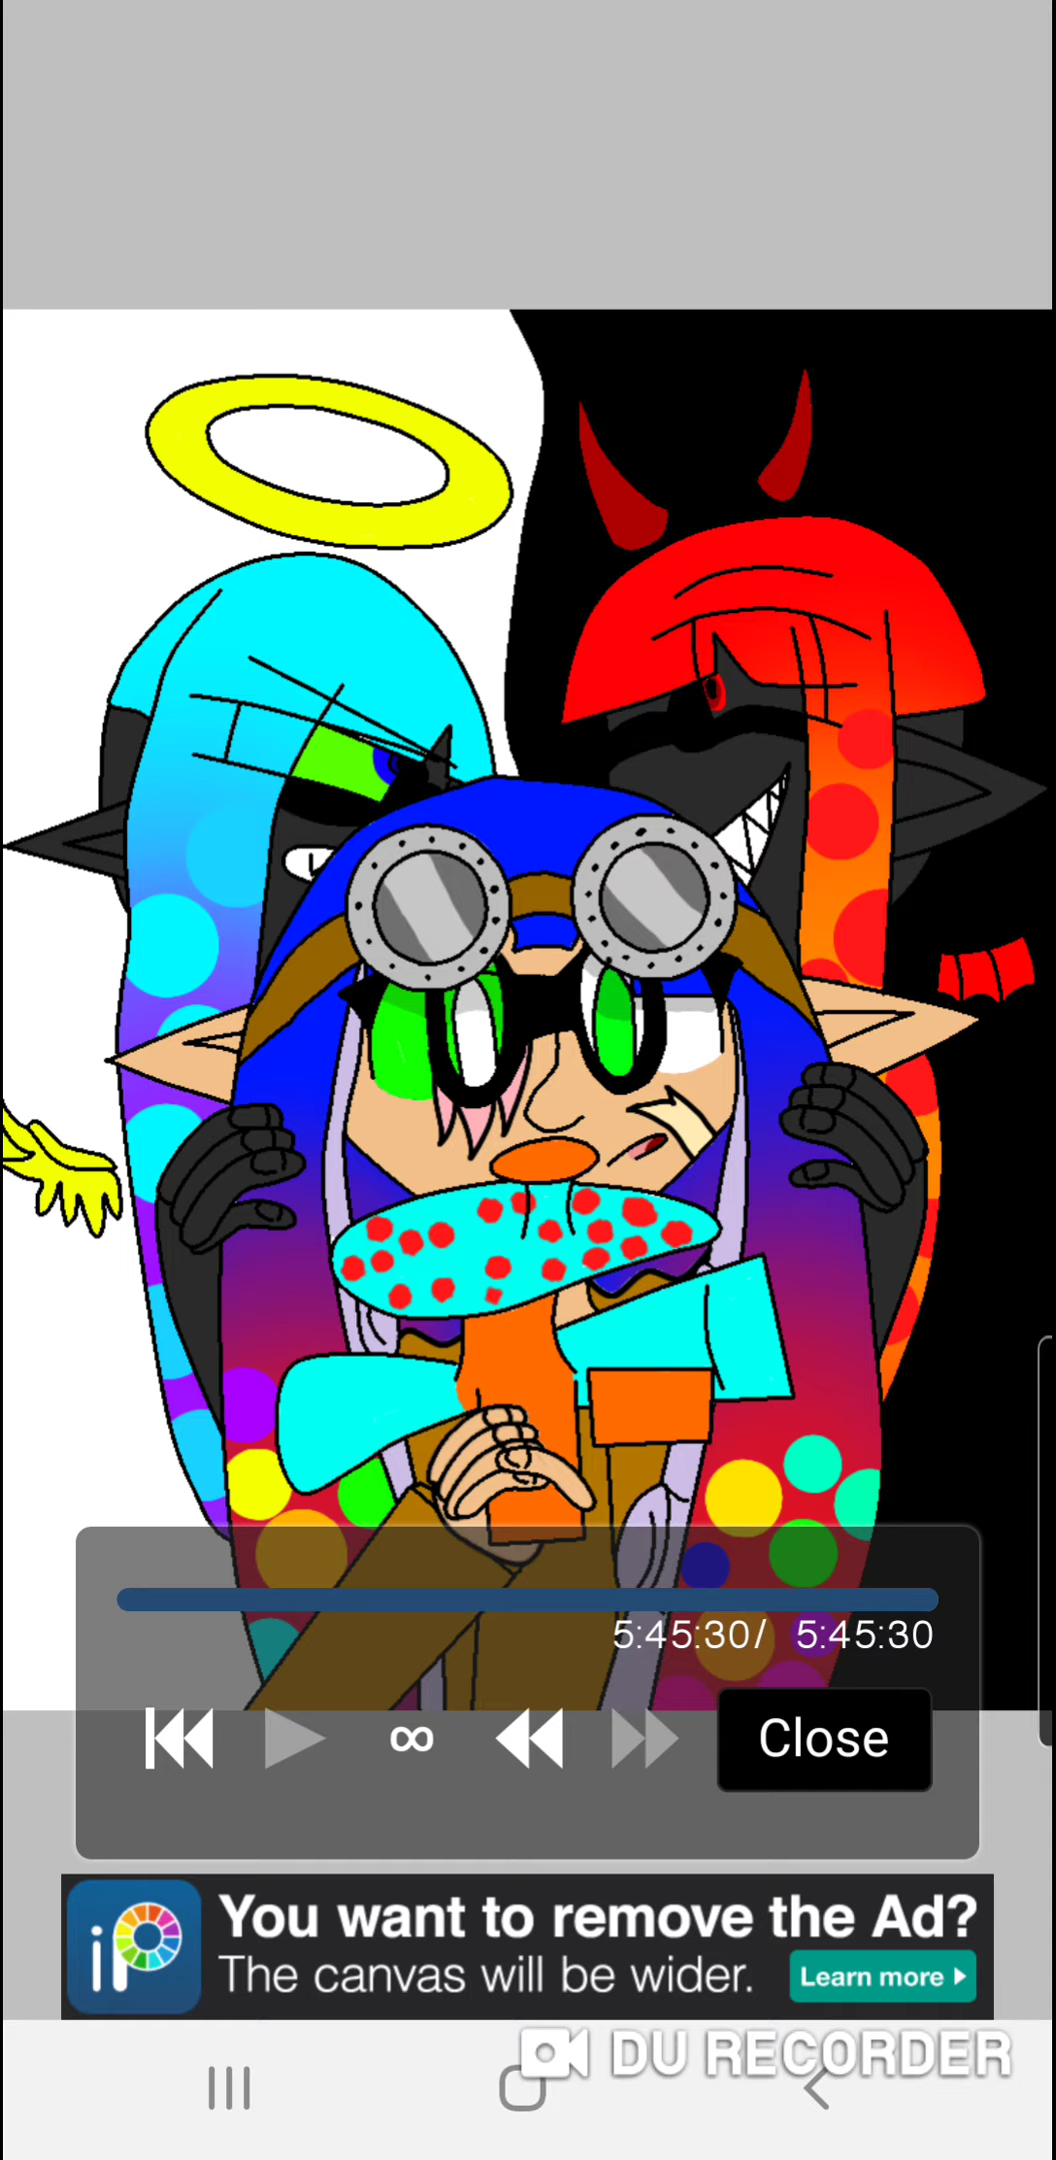 5:45:30/ 5:45:30
∞ Close
iP
You want to remove the Ad?
The canvas will be wider.
Learn more
DU RECORDER